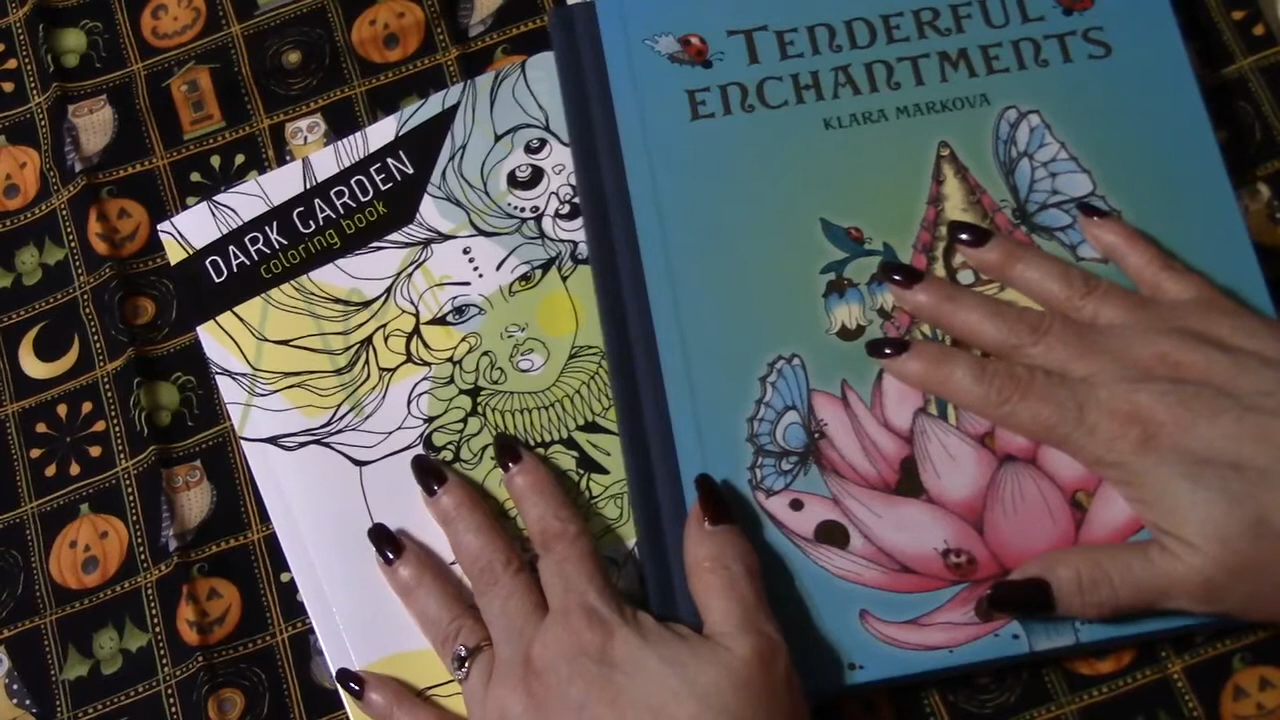 DARK GARDEN
coloring book
TENDERFUL
ENCHANTMENTS
KLARA MARKOVA